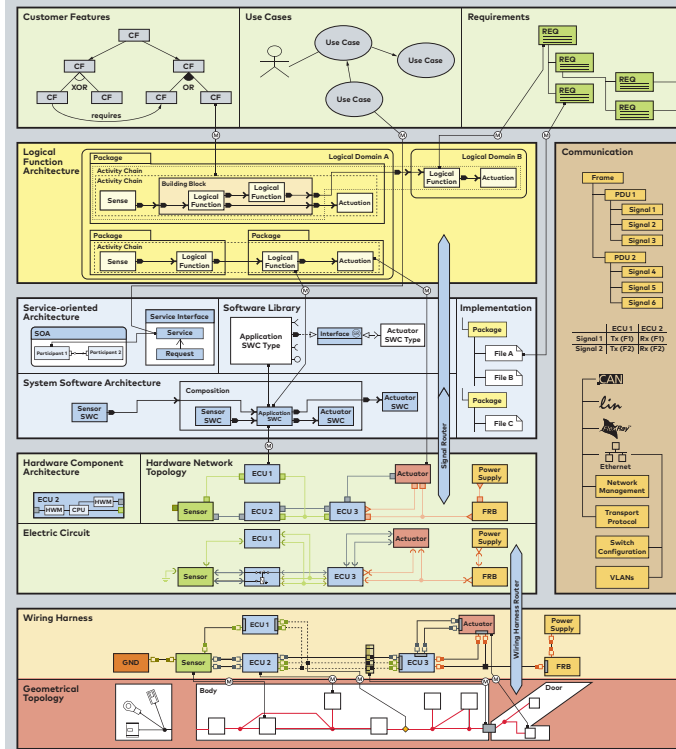 Customer Features
CF
CF
CF
XOR
OR
CF
CF
CF
CF
requires
Use Cases
Use Case
Use Case
Use Case
Requirements
REQ
REQ
REQ
REQ
REQ
M
M
M
M
Logical
Function
Architecture
Package
Logical Domain A
Activity Chain
Activity Chain
Building Block
Sense
Logical
Function
Logical
Function
Actuation
M
Logical Domain B
Logical
Function
Actuation
Package
Package
Activity Chain
Sense
Logical
Function
Logical
Function
Actuation
M
M
Communication
Frame
PDU 1
Signal 1
Signal 2
Signal 3
PDU 2
Signal 4
Signal 5
Signal 6
ECU 1 ECU 2
Signal 1 Tx (F1) Rx (F1)
Signal 2 Tx (F2) Rx (F2)
CAN
lin
FlexRay
Ethernet
Network
Management
Transport
Protocol
Switch
Configuration
VLANs
Service-oriented
Architecture
SOA
Participant 1
Participant 2
Service Interface
Service
Request
Software Library
Application
SWC Type
Interface
Actuator
SWC Type
Implementation
Package
File A
File B
Package
File C
System Software Architecture
Sensor
SWC
Composition
Sensor
SWC
Application
SWC
Actuator
SWC
Actuator
SWC
M
Signal Router
Hardware Component
Architecture
ECU 2
HWM
CPU
HWM
Hardware Network
Topology
ECU 1
Sensor
ECU 2
ECU 3
Actuator
Power
Supply
FRB
Electric Circuit
ECU 1
Sensor
ECU 3
Actuator
Power
Supply
FRB
Wiring Harness Router
Wiring Harness
GND
Sensor
ECU 1
ECU 2
ECU 3
Actuator
Power
Supply
FRB
Geometrical
Topology
Body
Door
M
M
M
M
M